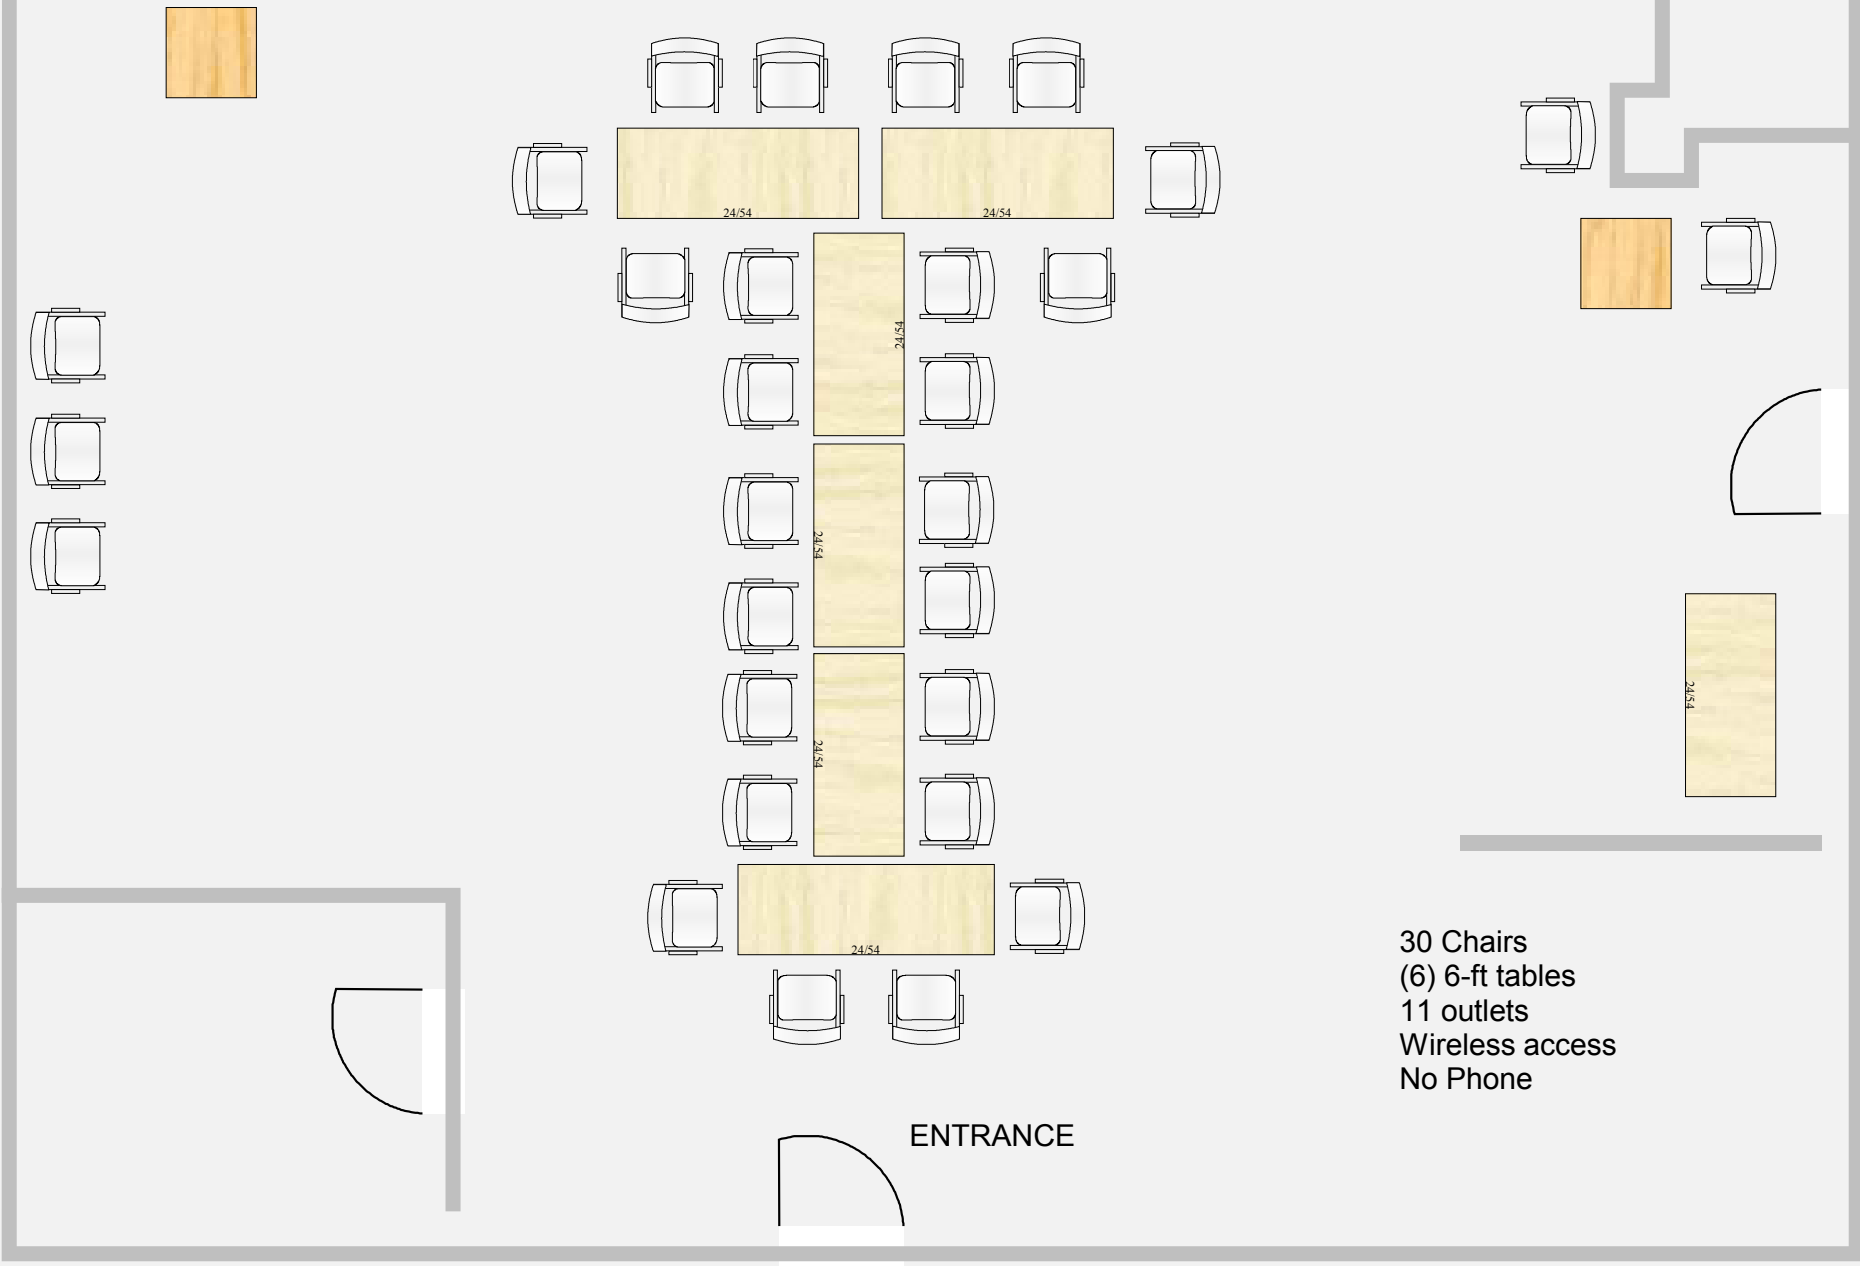 24/54
24/54
24/54
24/54
24/54
24/54
24/54
30 Chairs
(6) 6-ft tables
11 outlets
Wireless access
No Phone
ENTRANCE